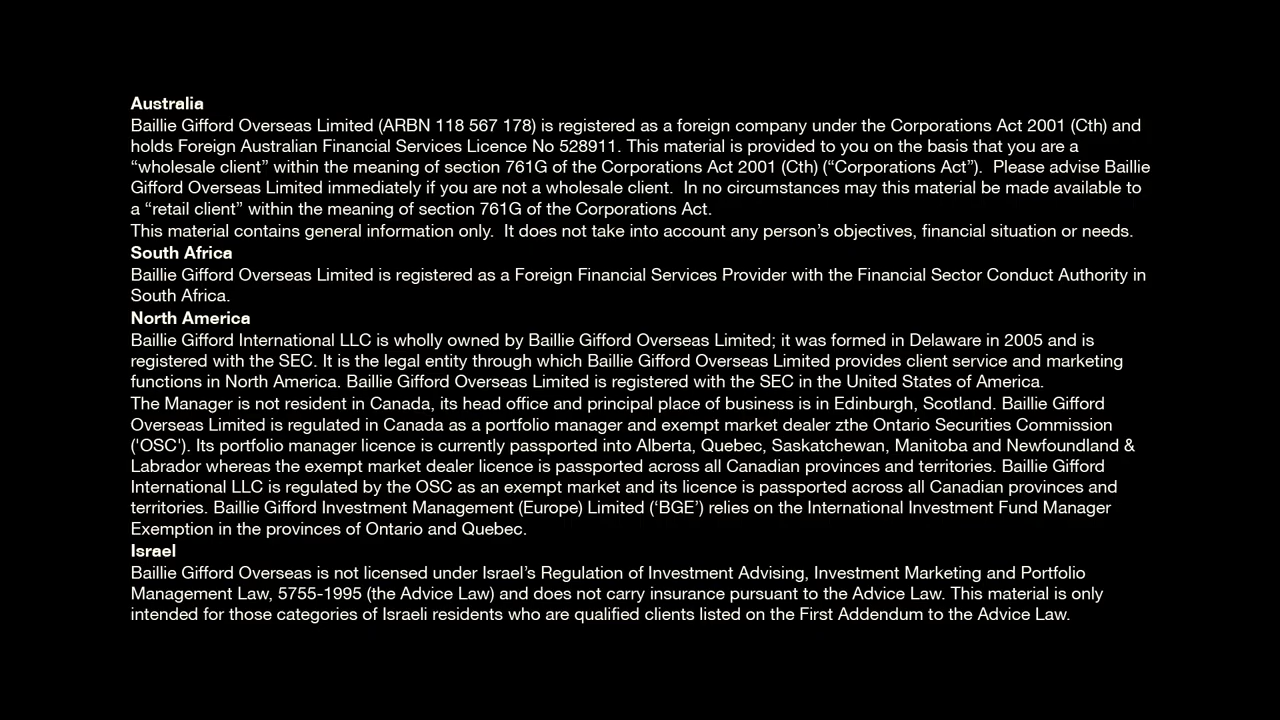 Australia
Baillie Gifford Overseas Limited (ARBN 118 567 178) is registered as a foreign company under the Corporations Act 2001 (Cth) and
holds Foreign Australian Financial Services Licence No 528911. This material is provided to you on the basis that you are a
“wholesale client” within the meaning of section 761G of the Corporations Act 2001 (Cth) (“Corporations Act”).  Please advise Baillie
Gifford Overseas Limited immediately if you are not a wholesale client.  In no circumstances may this material be made available to
a “retail client” within the meaning of section 761G of the Corporations Act.
This material contains general information only.  It does not take into account any person’s objectives, financial situation or needs.
South Africa
Baillie Gifford Overseas Limited is registered as a Foreign Financial Services Provider with the Financial Sector Conduct Authority in
South Africa.
North America
Baillie Gifford International LLC is wholly owned by Baillie Gifford Overseas Limited; it was formed in Delaware in 2005 and is
registered with the SEC. It is the legal entity through which Baillie Gifford Overseas Limited provides client service and marketing
functions in North America. Baillie Gifford Overseas Limited is registered with the SEC in the United States of America.
The Manager is not resident in Canada, its head office and principal place of business is in Edinburgh, Scotland. Baillie Gifford
Overseas Limited is regulated in Canada as a portfolio manager and exempt market dealer zthe Ontario Securities Commission
('OSC'). Its portfolio manager licence is currently passported into Alberta, Quebec, Saskatchewan, Manitoba and Newfoundland &
Labrador whereas the exempt market dealer licence is passported across all Canadian provinces and territories. Baillie Gifford
International LLC is regulated by the OSC as an exempt market and its licence is passported across all Canadian provinces and
territories. Baillie Gifford Investment Management (Europe) Limited (‘BGE’) relies on the International Investment Fund Manager
Exemption in the provinces of Ontario and Quebec.
Israel
Baillie Gifford Overseas is not licensed under Israel’s Regulation of Investment Advising, Investment Marketing and Portfolio
Management Law, 5755-1995 (the Advice Law) and does not carry insurance pursuant to the Advice Law. This material is only
intended for those categories of Israeli residents who are qualified clients listed on the First Addendum to the Advice Law.